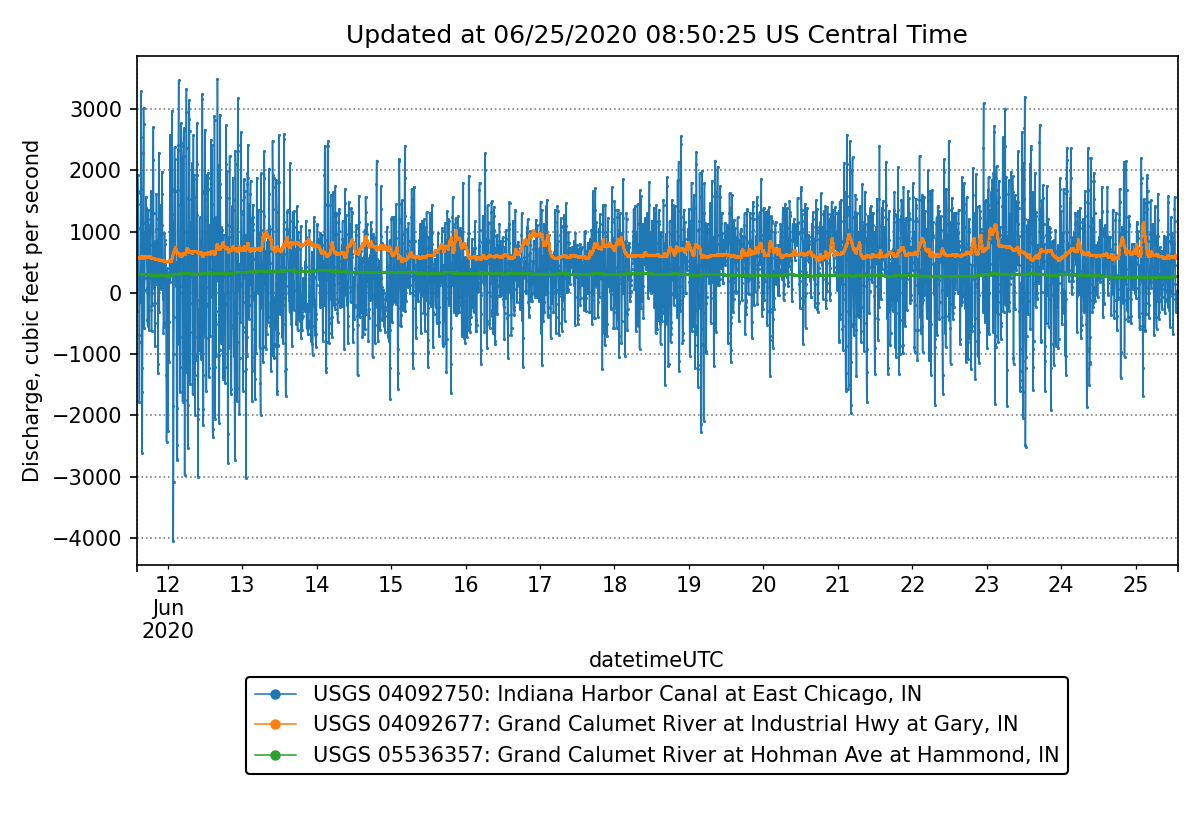 Updated at 06/25/2020 08:50:25 US Central Time
Discharge, cubic feet per second
3000
2000
1000
0
−1000
−2000
−3000
−4000
12 13 14 15 16 17 18 19 20 21 22 23 24 25
Jun
2020
datetimeUTC
USGS 04092750: Indiana Harbor Canal at East Chicago, IN
USGS 04092677: Grand Calumet River at Industrial Hwy at Gary, IN
USGS 05536357: Grand Calumet River at Hohman Ave at Hammond, IN